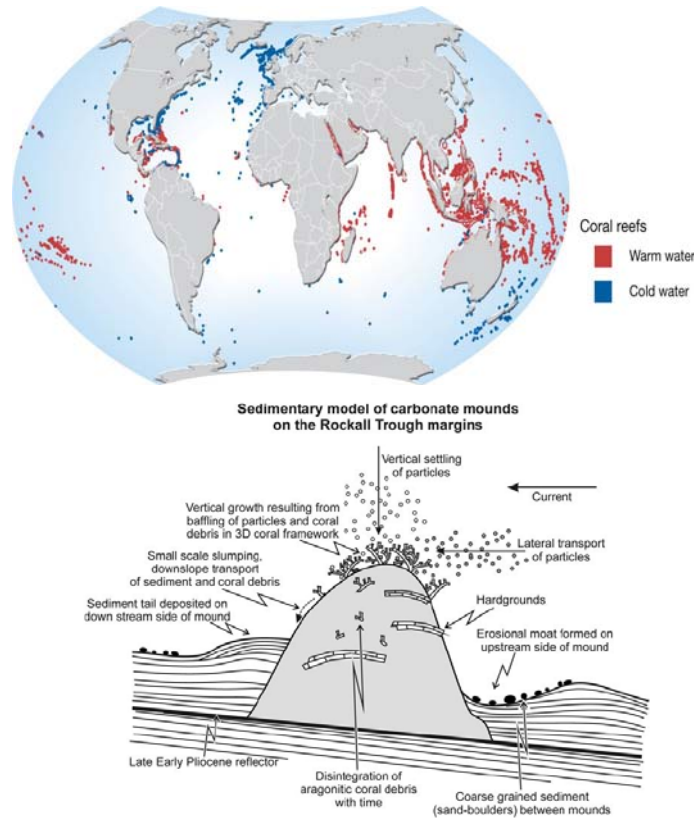 Coral reefs
Warm water
Cold water
Sedimentary model of carbonate mounds
on the Rockall Trough margins
Vertical settling
of particles
Current
Vertical growth resulting from
baffling of particles and coral
debris in 3D coral framework
Lateral transport
of particles
Small scale slumping,
downslope transport
of sediment and coral debris
Hardgrounds
Sediment tail deposited on
down stream side of mound
Erosional moat formed on
upstream side of mound
Late Early Pliocene reflector
Disintegration of
aragonitic coral debris
with time
Coarse grained sediment
(sand-boulders) between mounds